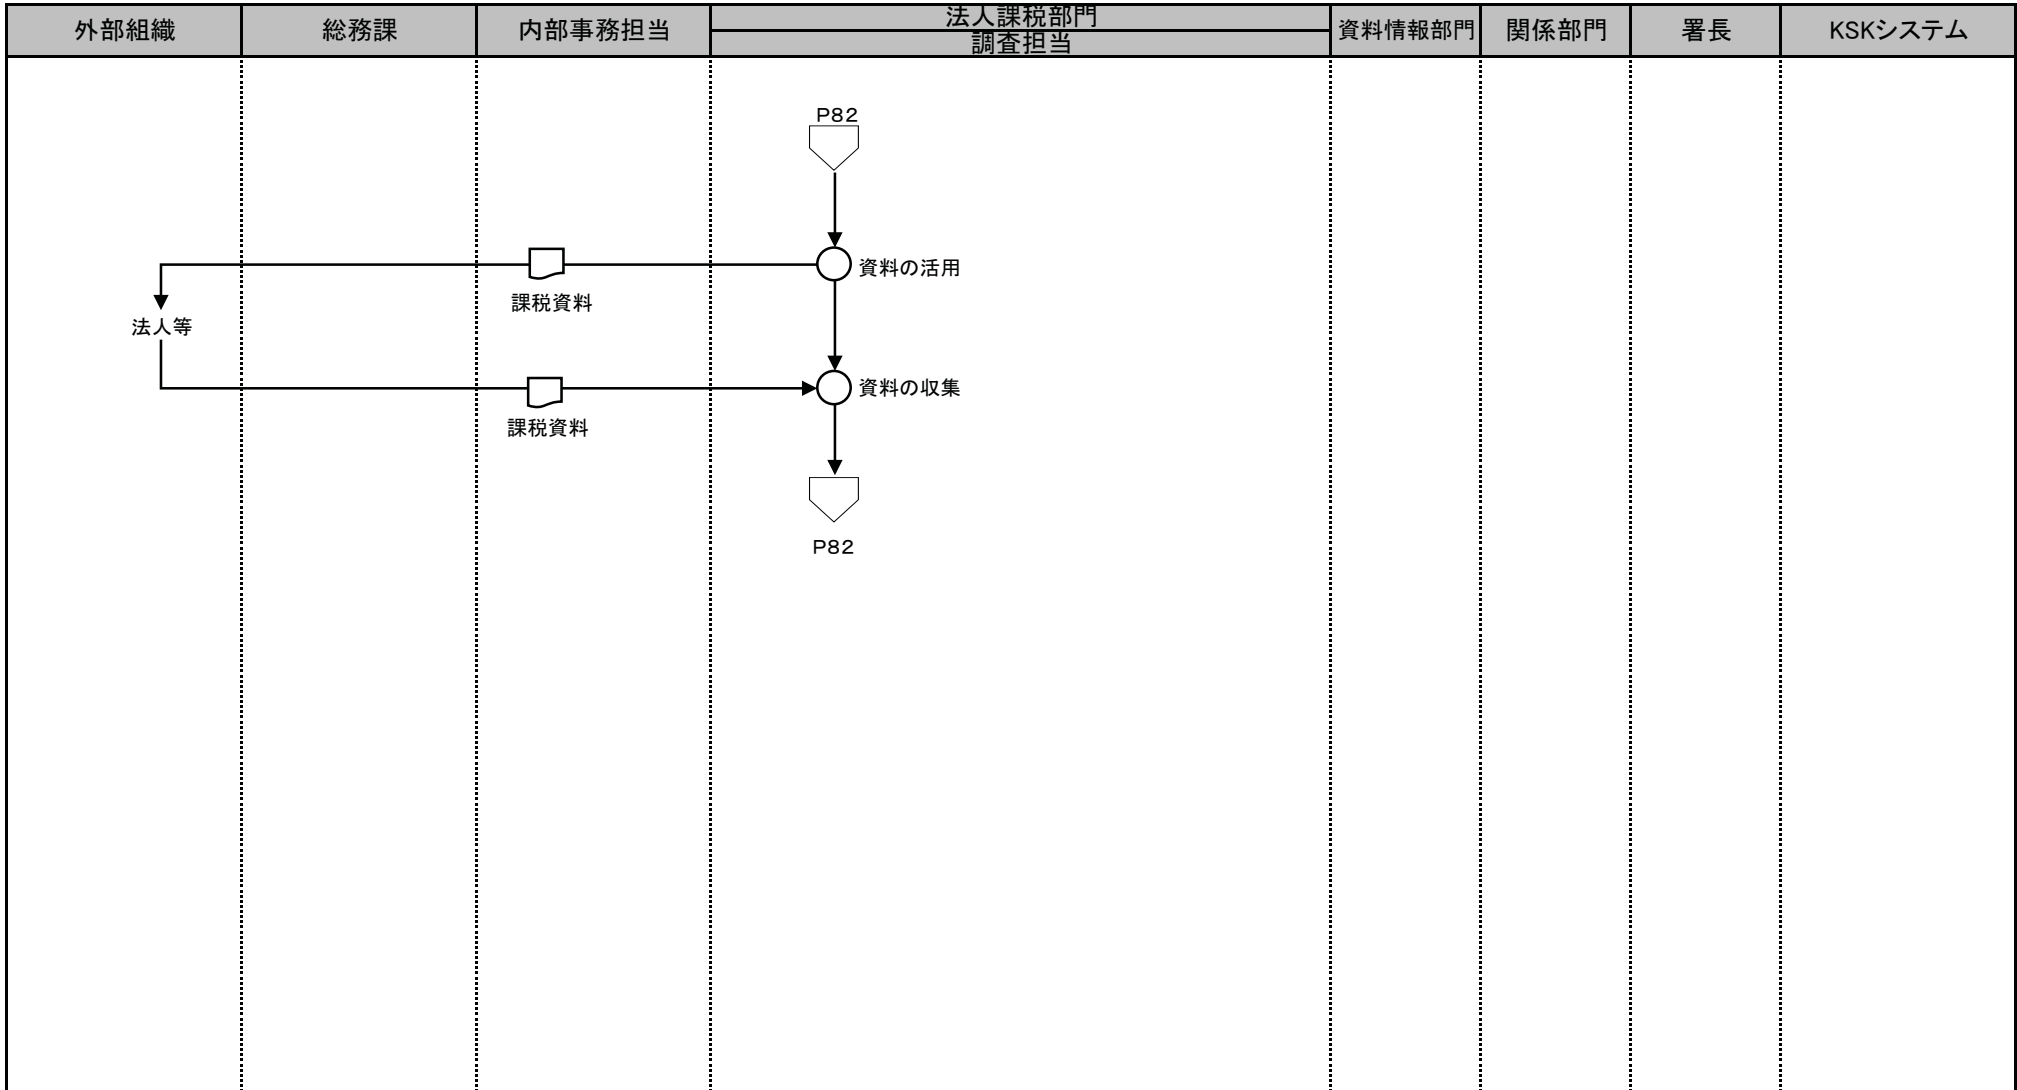 外部組織
総務課
内部事務担当
法人課税部門
調査担当
資料情報部門
関係部門
署長
KSKシステム
P82
資料の活用
課税資料
法人等
資料の収集
課税資料
P82